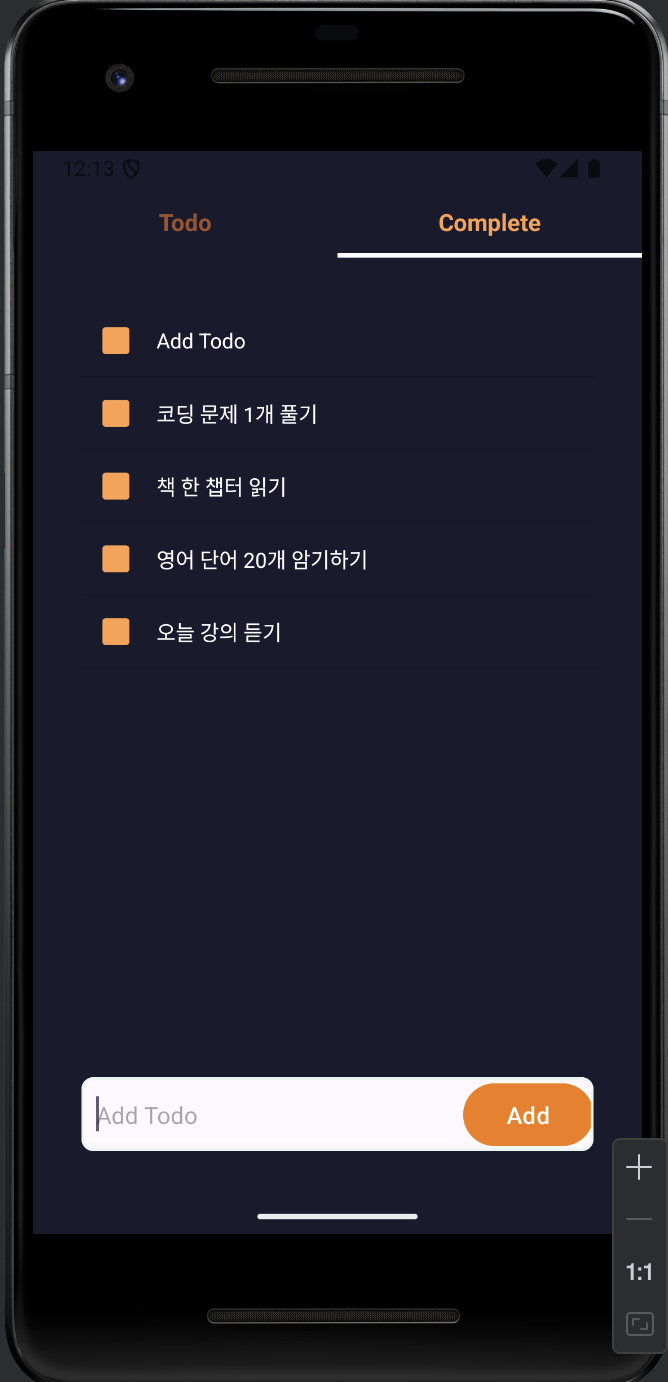 12:13
Todo
Complete
Add Todo
코딩 문제 1개 풀기
책 한 챕터 읽기
영어 단어 20개 암기하기
오늘 강의 듣기
Add Todo
Add
1:1